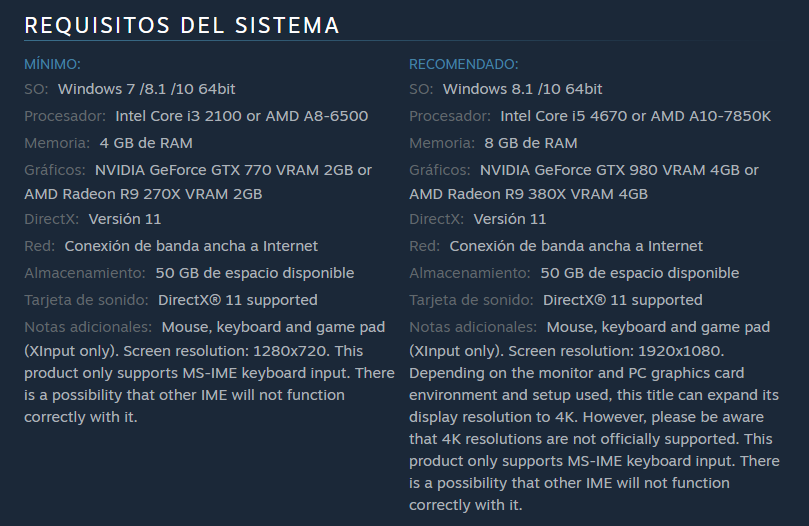 REQUISITOS DEL SISTEMA
MÍNIMO:
SO: Windows 7 /8.1 /10 64bit
Procesador: Intel Core i3 2100 or AMD A8-6500
Memoria: 4 GB de RAM
Gráficos: NVIDIA GeForce GTX 770 VRAM 2GB or
AMD Radeon R9 270X VRAM 2GB
DirectX: Versión 11
Red: Conexión de banda ancha a Internet
Almacenamiento: 50 GB de espacio disponible
Tarjeta de sonido: DirectX® 11 supported
Notas adicionales: Mouse, keyboard and game pad
(XInput only). Screen resolution: 1280x720. This
product only supports MS-IME keyboard input. There
is a possibility that other IME will not function
correctly with it.
RECOMENDADO:
SO: Windows 8.1 /10 64bit
Procesador: Intel Core i5 4670 or AMD A10-7850K
Memoria: 8 GB de RAM
Gráficos: NVIDIA GeForce GTX 980 VRAM 4GB or
AMD Radeon R9 380X VRAM 4GB
DirectX: Versión 11
Red: Conexión de banda ancha a Internet
Almacenamiento: 50 GB de espacio disponible
Tarjeta de sonido: DirectX® 11 supported
Notas adicionales: Mouse, keyboard and game pad
(XInput only). Screen resolution: 1920x1080.
Depending on the monitor and PC graphics card
environment and setup used, this title can expand its
display resolution to 4K. However, please be aware
that 4K resolutions are not officially supported. This
product only supports MS-IME keyboard input. There
is a possibility that other IME will not function
correctly with it.